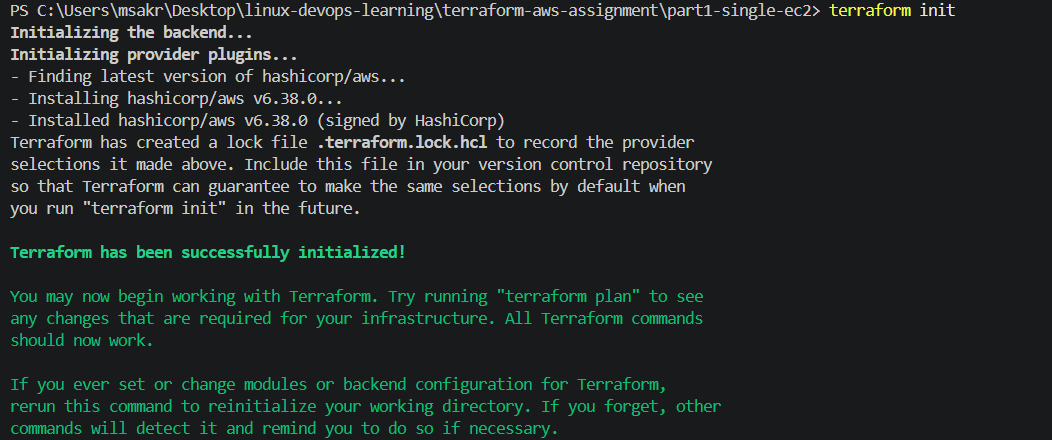 PS C:\Users\msakr\Desktop\linux-devops-learning\terraform-aws-assignment\part1-single-ec2> terraform init
Initializing the backend...
Initializing provider plugins...
- Finding latest version of hashicorp/aws...
- Installing hashicorp/aws v6.38.0...
- Installed hashicorp/aws v6.38.0 (signed by HashiCorp)
Terraform has created a lock file .terraform.lock.hcl to record the provider
selections it made above. Include this file in your version control repository
so that Terraform can guarantee to make the same selections by default when
you run "terraform init" in the future.
Terraform has been successfully initialized!
You may now begin working with Terraform. Try running "terraform plan" to see
any changes that are required for your infrastructure. All Terraform commands
should now work.
If you ever set or change modules or backend configuration for Terraform,
rerun this command to reinitialize your working directory. If you forget, other
commands will detect it and remind you to do so if necessary.